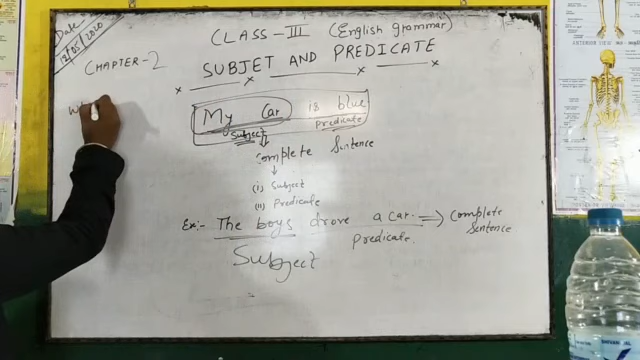 Date
12/05/2020
CLASS-III (English grammar)
CHAPTER-2
SUBJET AND PREDICATE
My Car is blue
Subject Predicate
Complete Sentence
(i) Subject
(ii) Predicate
Ex:- The boys drove a car. => Complete Sentence
Subject Predicate.